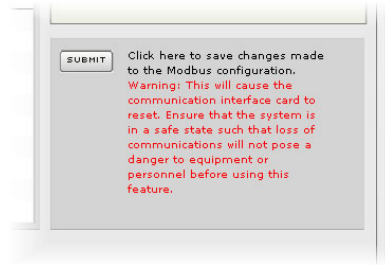 SUBMIT
Click here to save changes made
to the Modbus configuration.
Warning: This will cause the
communication interface card to
reset. Ensure that the system is
in a safe state such that loss of
communications will not pose a
danger to equipment or
personnel before using this
feature.